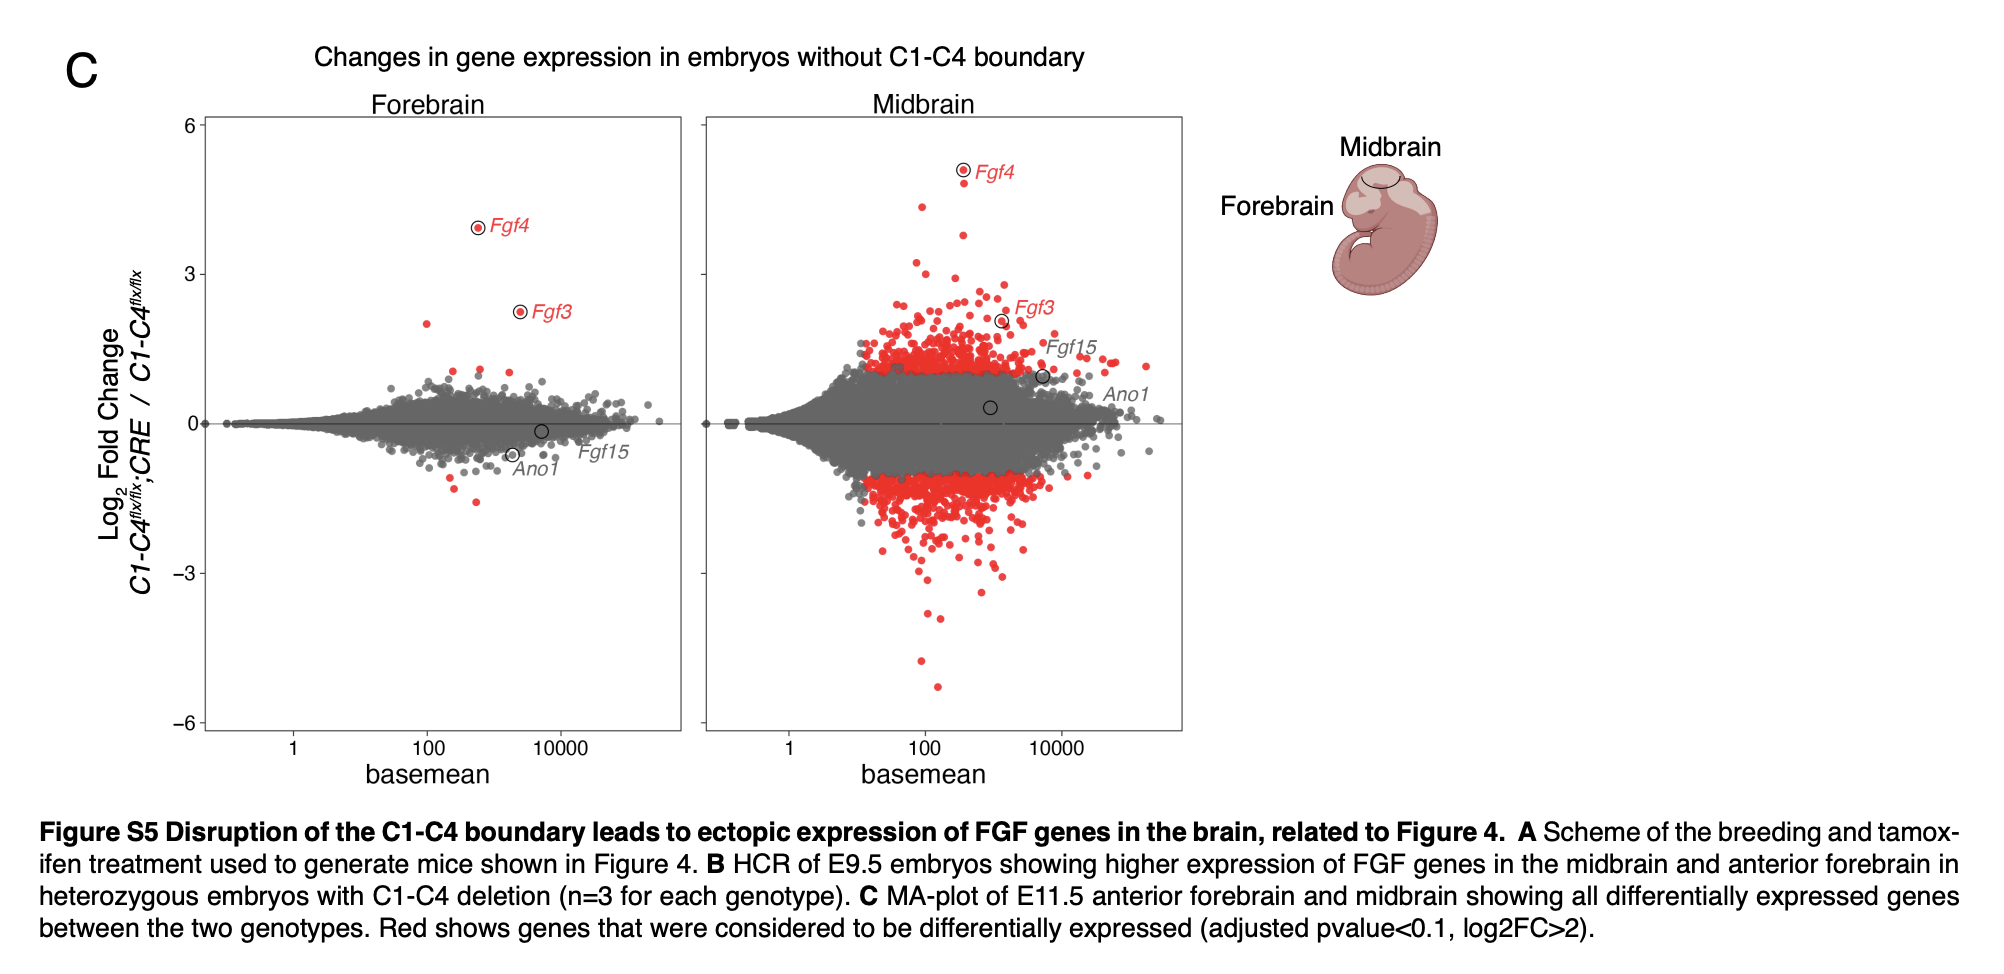 C
Changes in gene expression in embryos without C1-C4 boundary
Forebrain
Midbrain
Log2 Fold Change
C1-C4flx/flx;CRE / C1-C4flx/flx
6
3
0
−3
−6
Fgf4
Fgf3
Fgf15
Ano1
1
100
10000
basemean
Fgf4
Fgf3
Fgf15
Ano1
1
100
10000
basemean
Midbrain
Forebrain
Figure S5 Disruption of the C1-C4 boundary leads to ectopic expression of FGF genes in the brain, related to Figure 4. A Scheme of the breeding and tamox-
ifen treatment used to generate mice shown in Figure 4. B HCR of E9.5 embryos showing higher expression of FGF genes in the midbrain and anterior forebrain in
heterozygous embryos with C1-C4 deletion (n=3 for each genotype). C MA-plot of E11.5 anterior forebrain and midbrain showing all differentially expressed genes
between the two genotypes. Red shows genes that were considered to be differentially expressed (adjusted pvalue<0.1, log2FC>2).